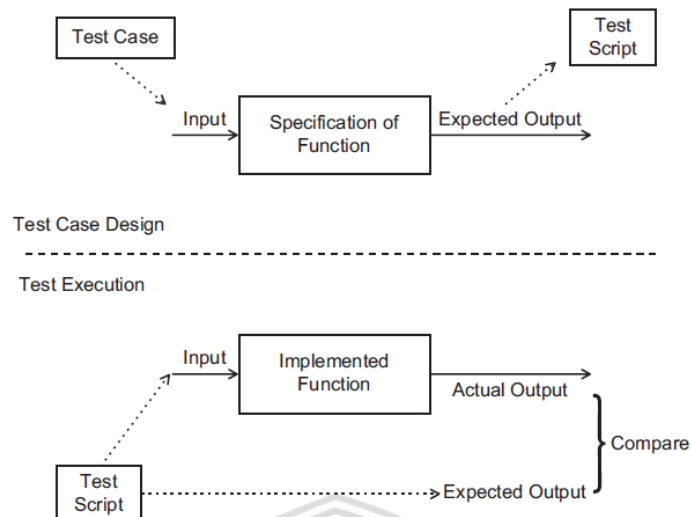 Test Case
Test
Script
Input
Specification of
Function
Expected Output
Test Case Design
Test Execution
Input
Implemented
Function
Actual Output
Compare
Test
Script
Expected Output